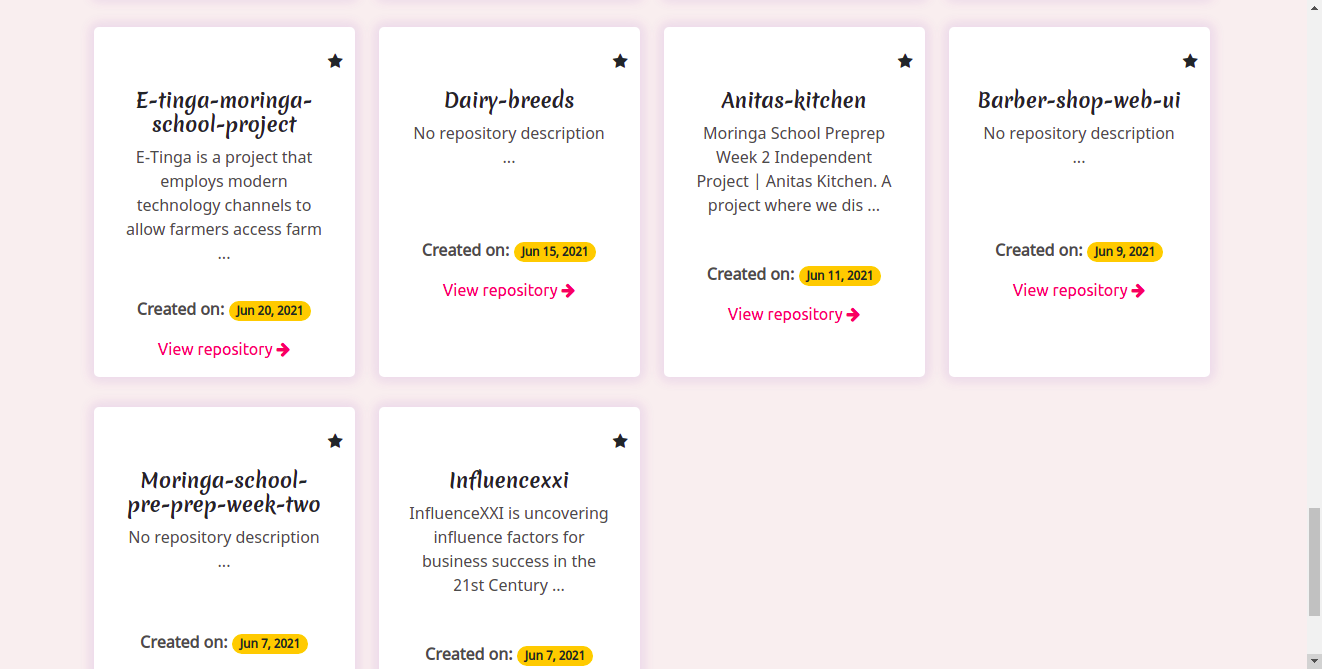 E-tinga-moringa-
school-project
E-Tinga is a project that
employs modern
technology channels to
allow farmers access farm
...
Created on: Jun 20, 2021
View repository
Dairy-breeds
No repository description
...
Created on: Jun 15, 2021
View repository
Anitas-kitchen
Moringa School Preprep
Week 2 Independent
Project | Anitas Kitchen. A
project where we dis ...
Created on: Jun 11, 2021
View repository
Barber-shop-web-ui
No repository description
...
Created on: Jun 9, 2021
View repository
Moringa-school-
pre-prep-week-two
No repository description
...
Created on: Jun 7, 2021
Influencexxi
InfluenceXXI is uncovering
influence factors for
business success in the
21st Century ...
Created on: Jun 7, 2021